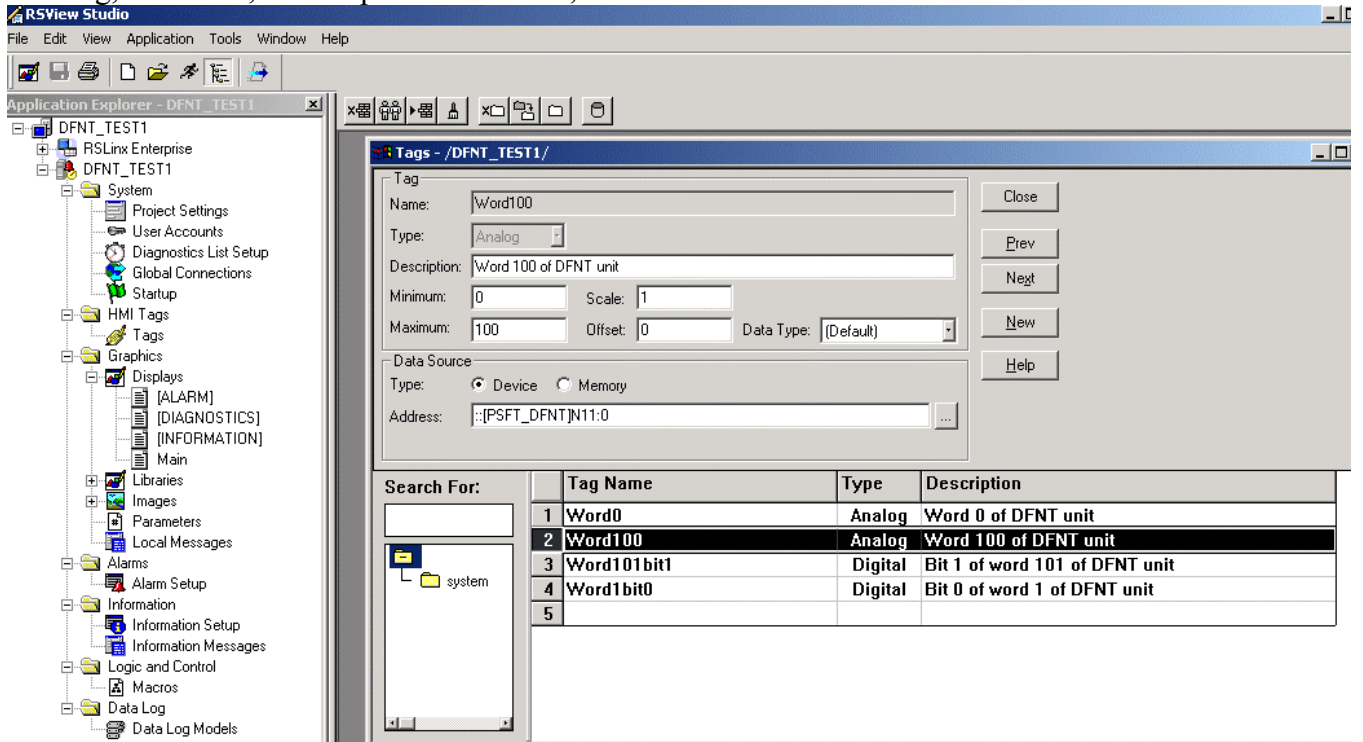 RSView Studio
File Edit View Application Tools Window Help
Application Explorer - DFNT_TEST1
DFNT_TEST1
RSLinx Enterprise
DFNT_TEST1
System
Project Settings
User Accounts
Diagnostics List Setup
Global Connections
Startup
HMI Tags
Tags
Graphics
Displays
[ALARM]
[DIAGNOSTICS]
[INFORMATION]
Main
Libraries
Images
Parameters
Local Messages
Alarms
Alarm Setup
Information
Information Setup
Information Messages
Logic and Control
Macros
Data Log
Data Log Models
Tags - /DFNT_TEST1/
Tag
Name: Word100
Type: Analog
Description: Word 100 of DFNT unit
Minimum: 0 Scale: 1
Maximum: 100 Offset: 0 Data Type: (Default)
Data Source
Type: Device Memory
Address: ::[PSFT_DFNT]N11:0 ...
Close
Prev
Next
New
Help
Search For:
system
Tag Name Type Description
1 Word0 Analog Word 0 of DFNT unit
2 Word100 Analog Word 100 of DFNT unit
3 Word101bit1 Digital Bit 1 of word 101 of DFNT unit
4 Word1bit0 Digital Bit 0 of word 1 of DFNT unit
5